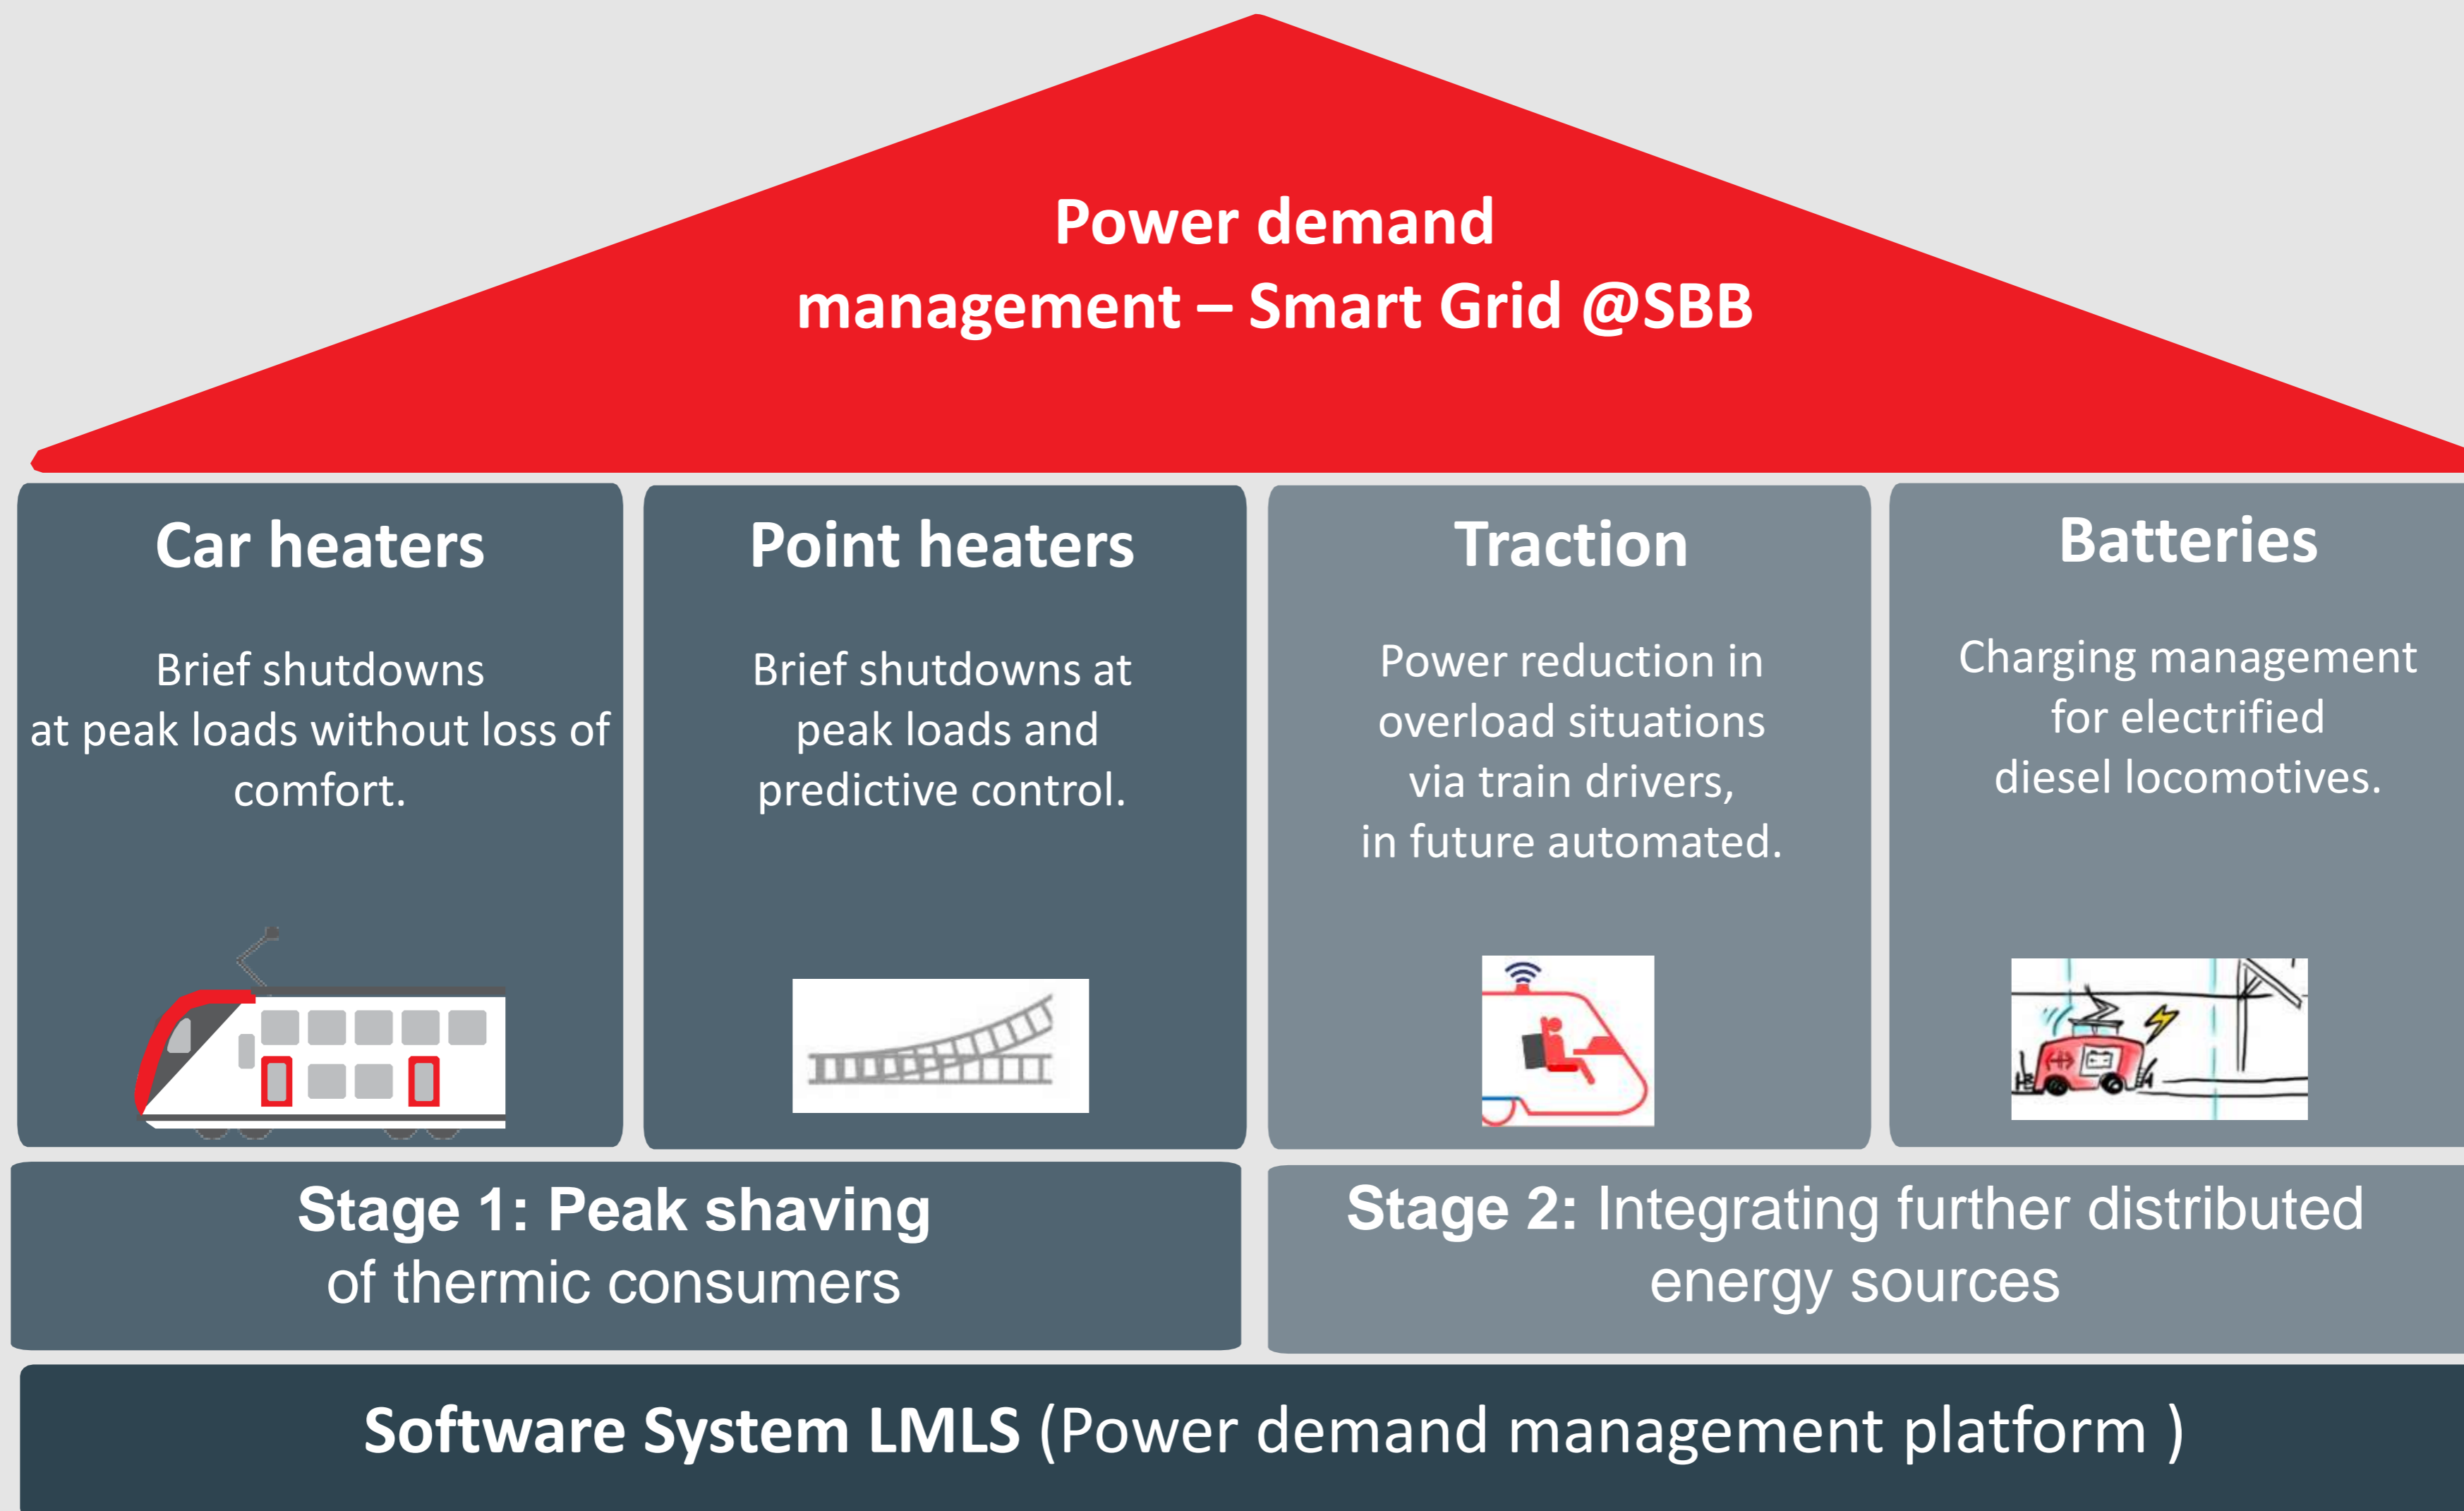 Power demand
management – Smart Grid @SBB
Car heaters
Brief shutdowns
at peak loads without loss of
comfort.
Point heaters
Brief shutdowns at
peak loads and
predictive control.
Traction
Power reduction in
overload situations
via train drivers,
in future automated.
Batteries
Charging management
for electrified
diesel locomotives.
Stage 1: Peak shaving
of thermic consumers
Stage 2: Integrating further distributed
energy sources
Software System LMLS (Power demand management platform )